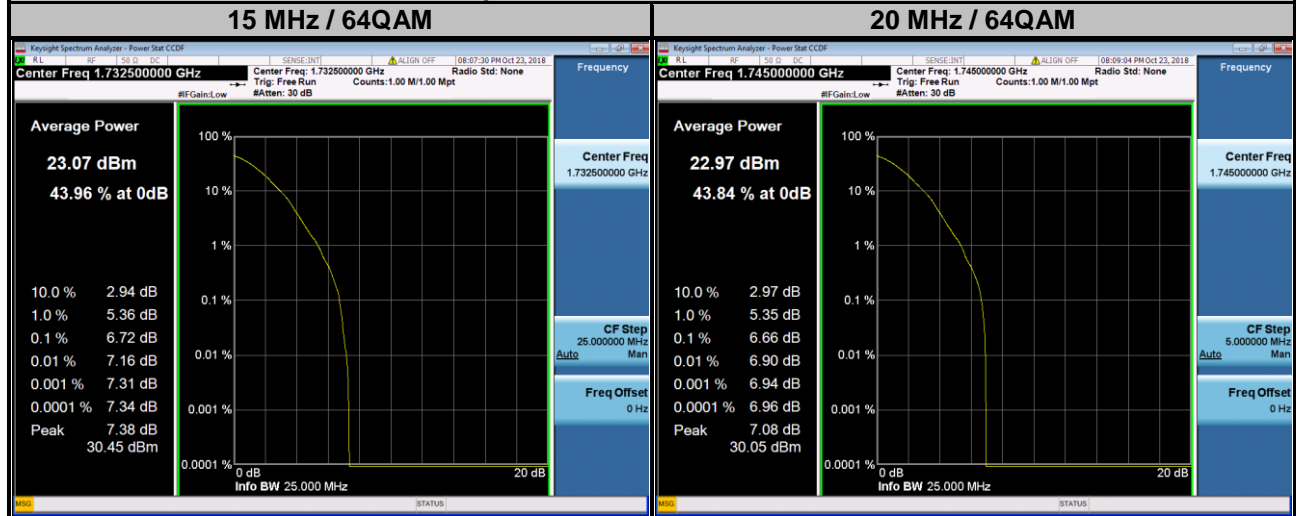 15 MHz / 64QAM
Keysight Spectrum Analyzer - Power Stat CCDF
RL RF 50 Ω DC SENSE:INT ALIGN OFF 08:07:30 PM Oct 23, 2018
Center Freq 1.732500000 GHz
Center Freq: 1.732500000 GHz Radio Std: None
Trig: Free Run Counts:1.00 M/1.00 Mpt
#IFGain:Low #Atten: 30 dB
Frequency
Average Power
23.07 dBm
43.96 % at 0dB
10.0 % 2.94 dB
1.0 % 5.36 dB
0.1 % 6.72 dB
0.01 % 7.16 dB
0.001 % 7.31 dB
0.0001 % 7.34 dB
Peak 7.38 dB
30.45 dBm
100 %
10 %
1 %
0.1 %
0.01 %
0.001 %
0.0001 %
0 dB 20 dB
Info BW 25.000 MHz
Center Freq
1.732500000 GHz
CF Step
25.000000 MHz
Auto Man
Freq Offset
0 Hz
MSG STATUS
20 MHz / 64QAM
Keysight Spectrum Analyzer - Power Stat CCDF
RL RF 50 Ω DC SENSE:INT ALIGN OFF 08:09:04 PM Oct 23, 2018
Center Freq 1.745000000 GHz
Center Freq: 1.745000000 GHz Radio Std: None
Trig: Free Run Counts:1.00 M/1.00 Mpt
#IFGain:Low #Atten: 30 dB
Frequency
Average Power
22.97 dBm
43.84 % at 0dB
10.0 % 2.97 dB
1.0 % 5.35 dB
0.1 % 6.66 dB
0.01 % 6.90 dB
0.001 % 6.94 dB
0.0001 % 6.96 dB
Peak 7.08 dB
30.05 dBm
100 %
10 %
1 %
0.1 %
0.01 %
0.001 %
0.0001 %
0 dB 20 dB
Info BW 25.000 MHz
Center Freq
1.745000000 GHz
CF Step
5.000000 MHz
Auto Man
Freq Offset
0 Hz
MSG STATUS